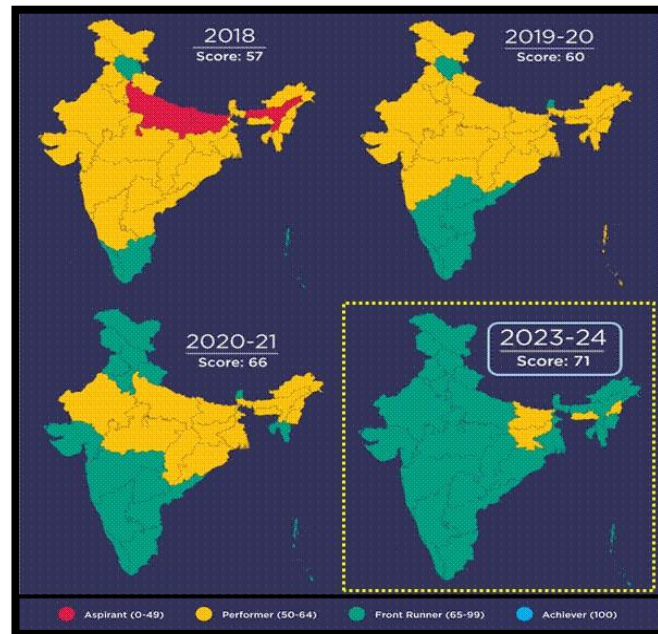 2018
Score: 57
2019-20
Score: 60
2020-21
Score: 66
2023-24
Score: 71
Aspirant (0-49)
Performer (50-64)
Front Runner (65-99)
Achiever (100)